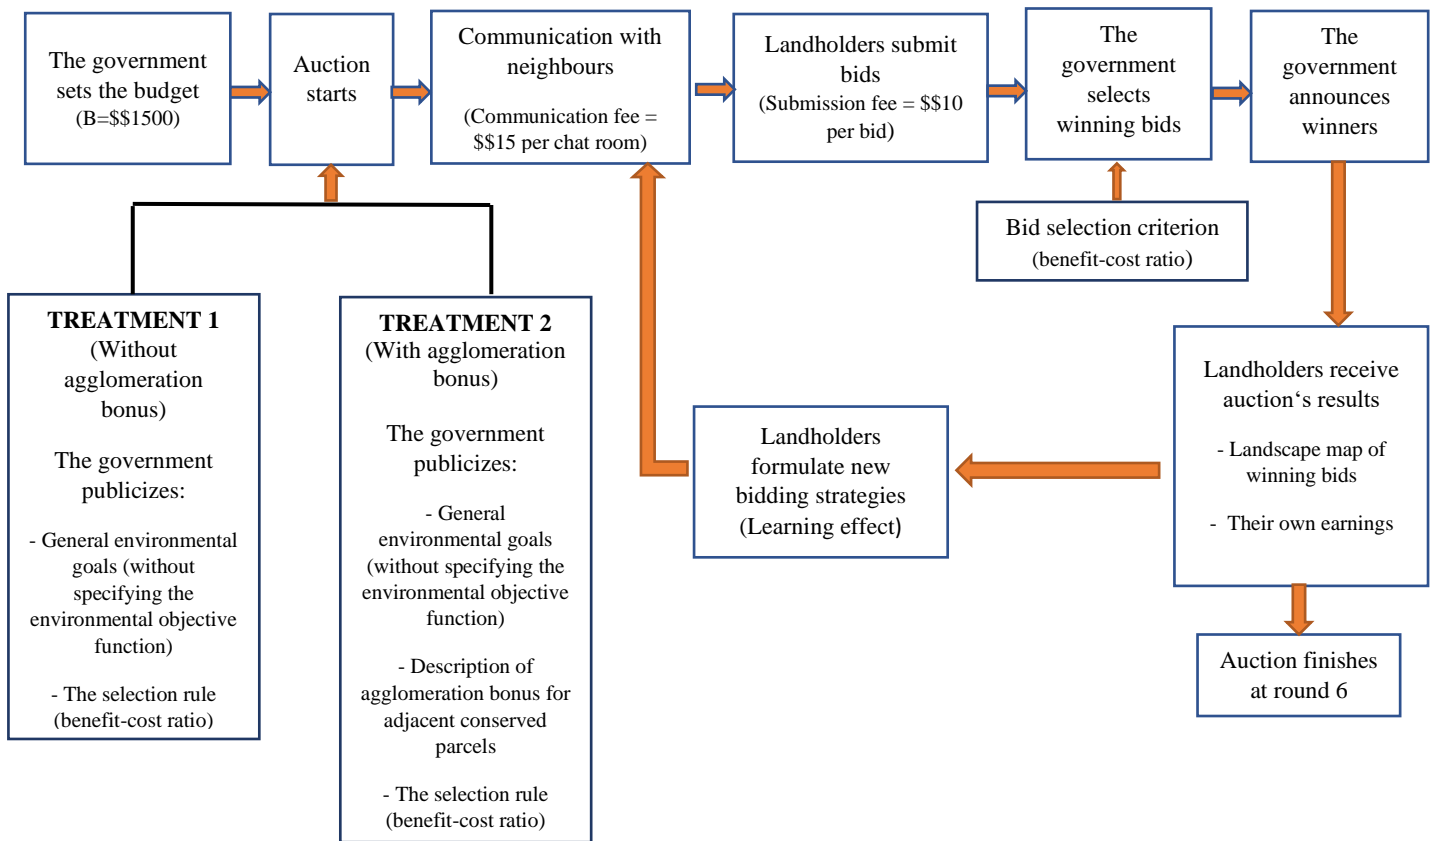 The government
sets the budget
(B=$$1500)
Auction
starts
Communication with
neighbours
(Communication fee =
$$15 per chat room)
Landholders submit
bids
(Submission fee = $$10
per bid)
The
government
selects
winning bids
The
government
announces
winners
Bid selection criterion
(benefit-cost ratio)
TREATMENT 1
(Without
agglomeration
bonus)
The government
publicizes:
- General environmental
goals (without
specifying the
environmental objective
function)
- The selection rule
(benefit-cost ratio)
TREATMENT 2
(With agglomeration
bonus)
The government
publicizes:
- General
environmental goals
(without specifying the
environmental objective
function)
- Description of
agglomeration bonus for
adjacent conserved
parcels
- The selection rule
(benefit-cost ratio)
Landholders
formulate new
bidding strategies
(Learning effect)
Landholders receive
auction‘s results
- Landscape map of
winning bids
- Their own earnings
Auction finishes
at round 6